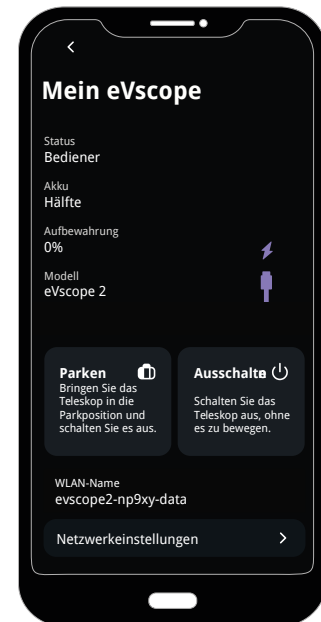 Mein eVscope
Status
Bediener
Akku
Hälfte
Aufbewahrung
0%
Modell
eVscope 2
Parken
Bringen Sie das
Teleskop in die
Parkposition und
schalten Sie es aus.
Ausschalte
Schalten Sie das
Teleskop aus, ohne
es zu bewegen.
WLAN-Name
evscope2-np9xy-data
Netzwerkeinstellungen